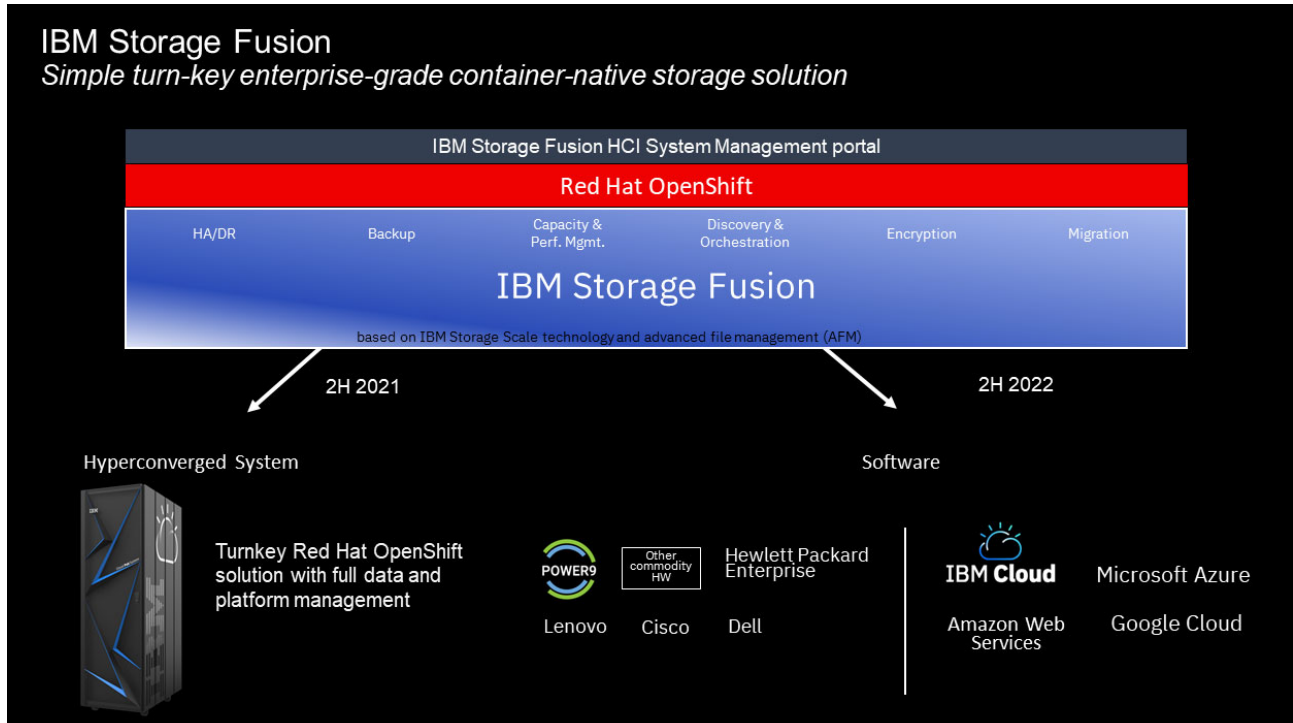 IBM Storage Fusion
Simple turn-key enterprise-grade container-native storage solution
IBM Storage Fusion HCI System Management portal
Red Hat OpenShift
HA/DR
Backup
Capacity &
Perf. Mgmt.
Discovery &
Orchestration
Encryption
Migration
IBM Storage Fusion
based on IBM Storage Scale technology and advanced file management (AFM)
2H 2021
2H 2022
Hyperconverged System
Software
Turnkey Red Hat OpenShift
solution with full data and
platform management
POWER9
Other
commodity
HW
Hewlett Packard
Enterprise
Lenovo
Cisco
Dell
IBM Cloud
Microsoft Azure
Amazon Web
Services
Google Cloud